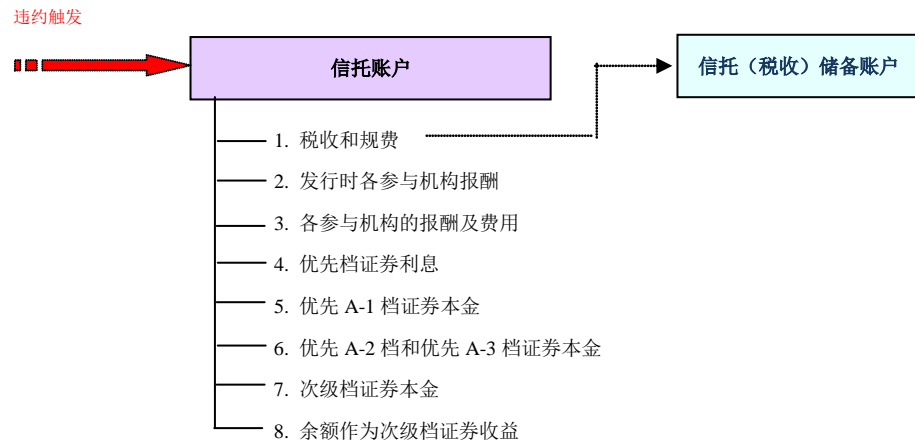 违约触发
信托账户
信托（税收）储备账户
1. 税收和规费
2. 发行时各参与机构报酬
3. 各参与机构的报酬及费用
4. 优先档证券利息
5. 优先 A-1 档证券本金
6. 优先 A-2 档和优先 A-3 档证券本金
7. 次级档证券本金
8. 余额作为次级档证券收益